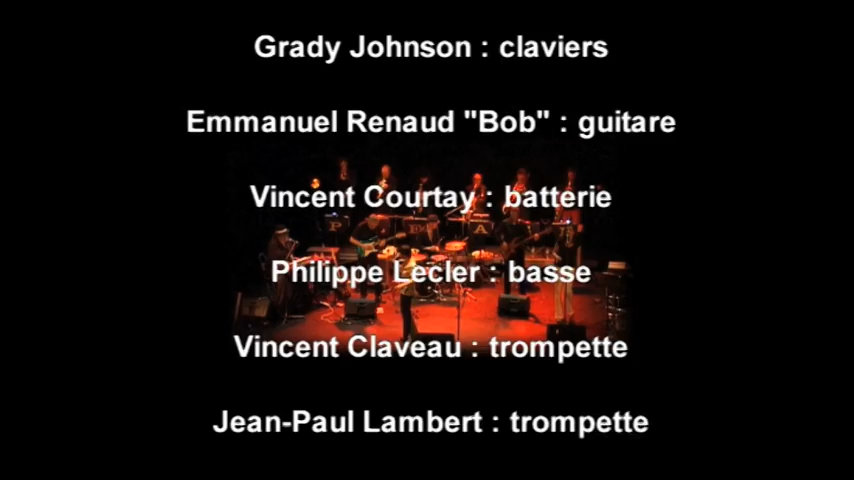 Grady Johnson : claviers
Emmanuel Renaud "Bob" : guitare
Vincent Courtay : batterie
P E A
Philippe Lecler : basse
Vincent Claveau : trompette
Jean-Paul Lambert : trompette